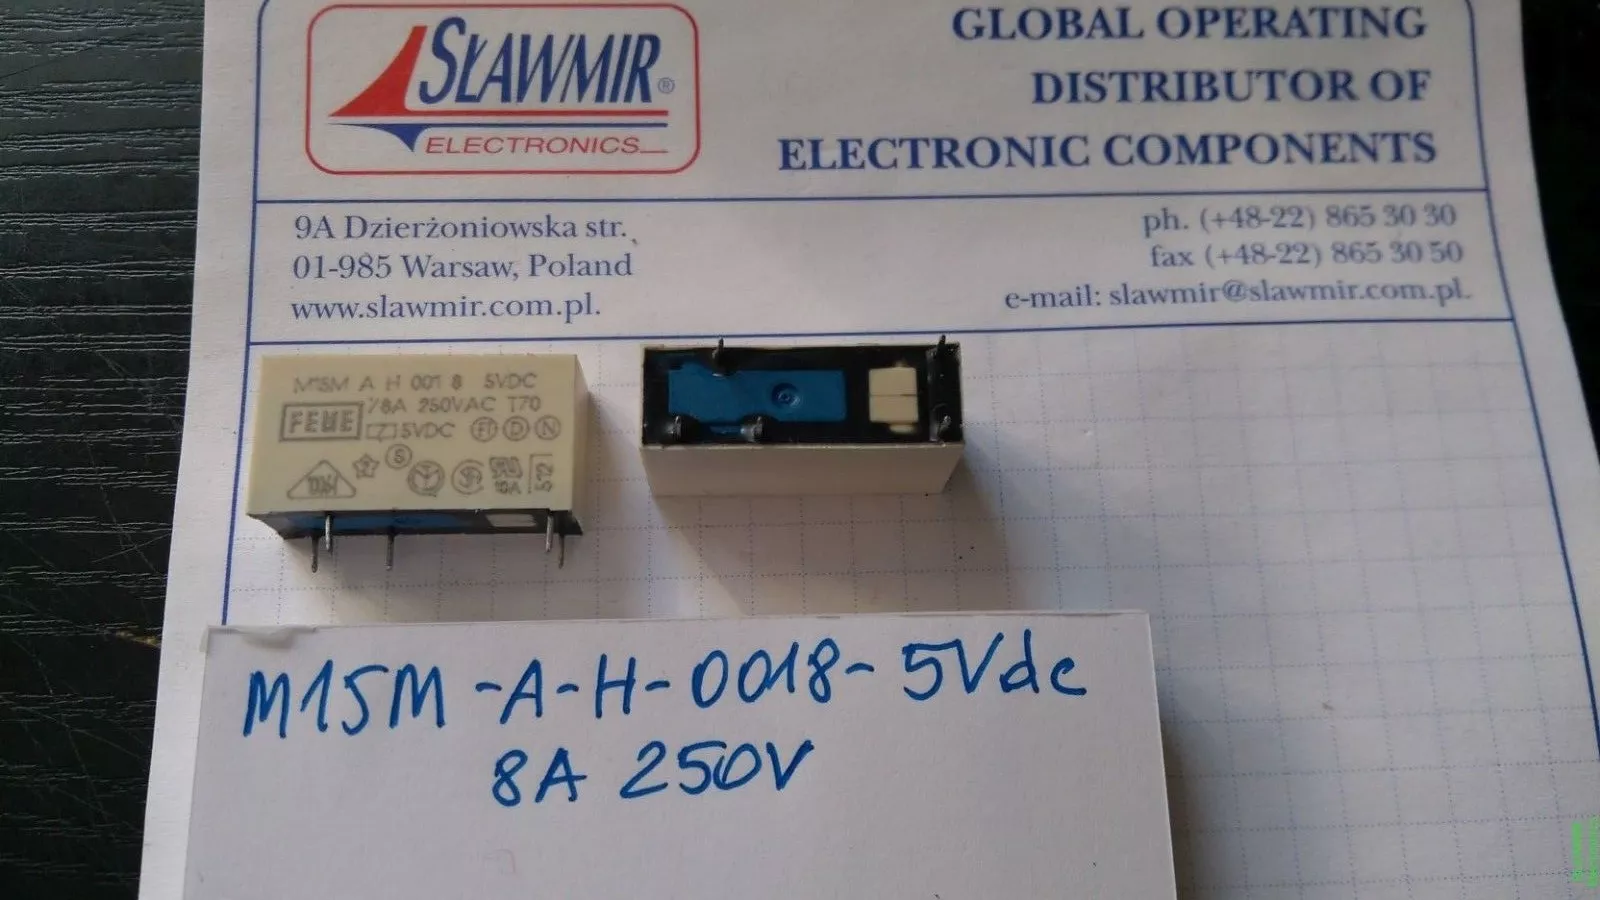 SŁAWMIR®
ELECTRONICS
GLOBAL OPERATING
DISTRIBUTOR OF
ELECTRONIC COMPONENTS
9A Dzierżoniowska str.
01-985 Warsaw, Poland
www.slawmir.com.pl.
ph. (+48-22) 865 30 30
fax (+48-22) 865 30 50
e-mail: slawmir@slawmir.com.pl.
M15M A H 001 8 5VDC
8A 250VAC T70
FEME
5VDC FI D N
S
572
M15M-A-H-0018-5Vdc
8A 250V